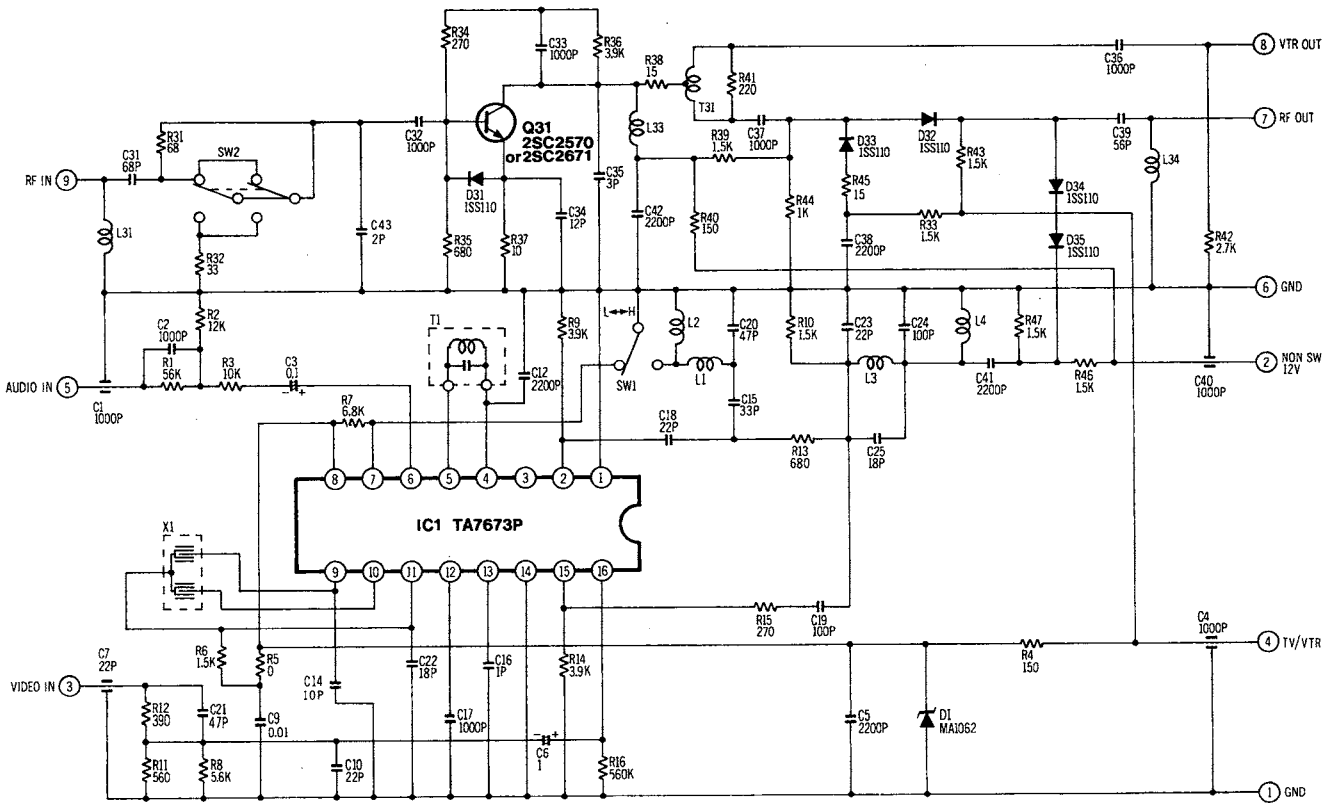 R34
270
C33
1000P
R36
3.9K
R38
15
T31
R41
220
C36
1000P
8 VTR OUT
Q31
2SC2570
or 2SC2671
C32
1000P
L33
R39
1.5K
C37
1000P
D33
1SS110
D32
1SS110
R43
1.5K
C39
56P
7 RF OUT
L34
R31
68
C31
68P
SW2
RF IN 9
L31
R32
33
C43
2P
D31
1SS110
R35
680
R37
10
C34
12P
C35
3P
C42
2200P
R40
150
R44
1K
R45
15
C38
2200P
R33
1.5K
D34
1SS110
D35
1SS110
R42
2.7K
6 GND
R2
12K
C2
1000P
R1
56K
R3
10K
C3
0.1
- +
AUDIO IN 5
C1
1000P
T1
C12
2200P
R9
3.9K
L H
SW1
L2
L1
C20
47P
C15
33P
R10
1.5K
C23
22P
C24
100P
L3
L4
R47
1.5K
C41
2200P
R46
1.5K
2 NON SW
12V
C40
1000P
R7
6.8K
C18
22P
R13
680
C25
18P
8 7 6 5 4 3 2 1
IC1 TA7673P
9 10 11 12 13 14 15 16
X1
R15
270
C19
100P
C4
1000P
4 TV/VTR
R4
150
R6
1.5K
R5
0
C22
18P
C16
1P
R14
3.9K
C7
22P
VIDEO IN 3
R12
390
C21
47P
C9
0.01
C14
10P
C17
1000P
- +
C6
1
C5
2200P
D1
MA1062
R11
560
R8
5.6K
C10
22P
R16
560K
1 GND